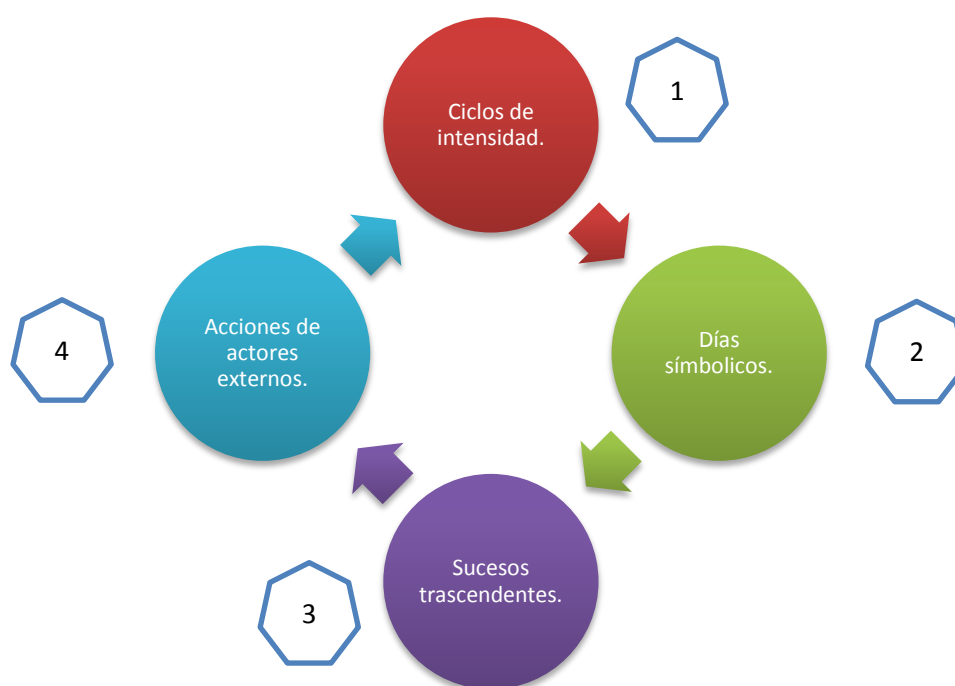 Ciclos de
intensidad.
1
Días
símbolicos.
2
Sucesos
trascendentes.
3
Acciones de
actores
externos.
4